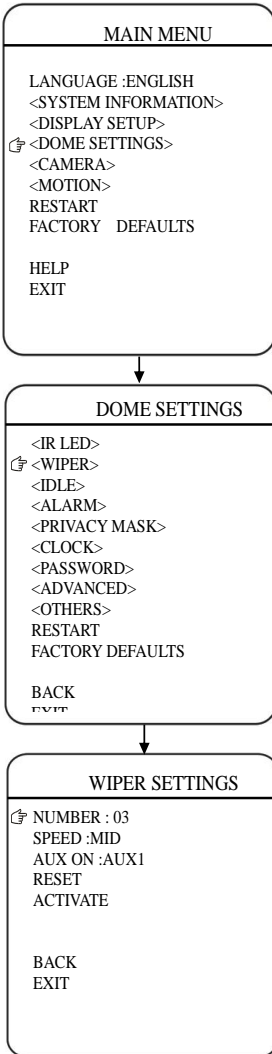 MAIN MENU
LANGUAGE :ENGLISH
<SYSTEM INFORMATION>
<DISPLAY SETUP>
<DOME SETTINGS>
<CAMERA>
<MOTION>
RESTART
FACTORY DEFAULTS
HELP
EXIT
DOME SETTINGS
<IR LED>
<WIPER>
<IDLE>
<ALARM>
<PRIVACY MASK>
<CLOCK>
<PASSWORD>
<ADVANCED>
<OTHERS>
RESTART
FACTORY DEFAULTS
BACK
EXIT
WIPER SETTINGS
NUMBER : 03
SPEED :MID
AUX ON :AUX1
RESET
ACTIVATE
BACK
EXIT